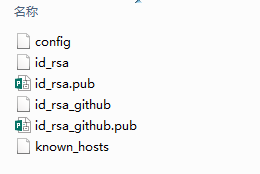 名称
config
id_rsa
id_rsa.pub
id_rsa_github
id_rsa_github.pub
known_hosts